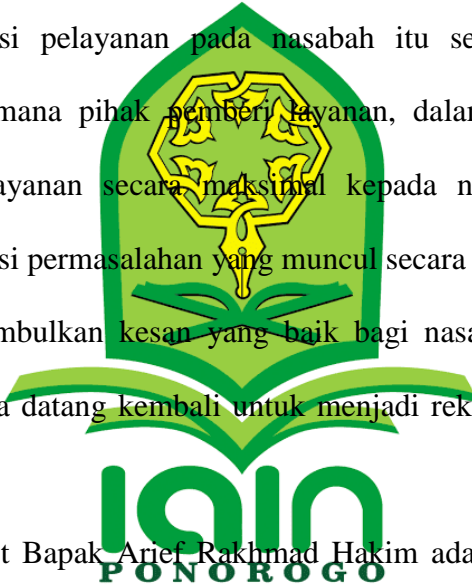 si pelayanan pada nasabah itu se
mana pihak pemberi layanan, dalam
ayanan secara maksimal kepada n
si permasalahan yang muncul secara
mbulkan kesan yang baik bagi nasa
a datang kembali untuk menjadi rek
iain
t Bapak Arief Rakhmad Hakim ada
PONOROGO